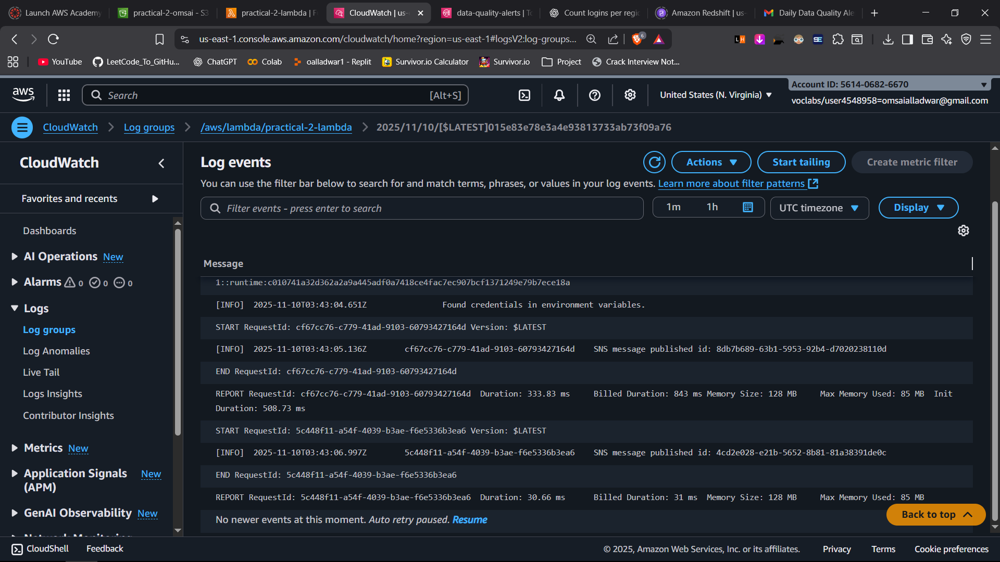 Launch AWS Academy
practical-2-omsai - S3
practical-2-lambda | F
CloudWatch | us-
data-quality-alerts | To
Count logins per regio
Amazon Redshift | us-
Daily Data Quality Ale
us-east-1.console.aws.amazon.com/cloudwatch/home?region=us-east-1#logsV2:log-groups...
6
YouTube
LeetCode_To_GitHu...
ChatGPT
Colab
oalladwar1 - Replit
Survivor.io Calculator
Survivor.io
Project
Crack Interview Not...
aws
Search
[Alt+S]
United States (N. Virginia)
Account ID: 5614-0682-6670
voclabs/user4548958=omsaialladwar@gmail.com
CloudWatch
Log groups
/aws/lambda/practical-2-lambda
2025/11/10/[$LATEST]015e83e78e3a4e93813733ab73f09a76
CloudWatch
Favorites and recents
Dashboards
AI Operations New
Alarms 0 0 0
Logs
Log groups
Log Anomalies
Live Tail
Logs Insights
Contributor Insights
Metrics New
Application Signals New
(APM)
GenAI Observability New
Network Monitoring
Log events
Actions
Start tailing
Create metric filter
You can use the filter bar below to search for and match terms, phrases, or values in your log events. Learn more about filter patterns
Filter events - press enter to search
1m
1h
UTC timezone
Display
Message
1::runtime:c010741a32d362a2a9a445adf0a7418ce4fac7ec907bcf1371249e79b7ece18a
[INFO] 2025-11-10T03:43:04.651Z Found credentials in environment variables.
START RequestId: cf67cc76-c779-41ad-9103-60793427164d Version: $LATEST
[INFO] 2025-11-10T03:43:05.136Z cf67cc76-c779-41ad-9103-60793427164d SNS message published id: 8db7b689-63b1-5953-92b4-d7020238110d
END RequestId: cf67cc76-c779-41ad-9103-60793427164d
REPORT RequestId: cf67cc76-c779-41ad-9103-60793427164d Duration: 333.83 ms Billed Duration: 843 ms Memory Size: 128 MB Max Memory Used: 85 MB Init
Duration: 508.73 ms
START RequestId: 5c448f11-a54f-4039-b3ae-f6e5336b3ea6 Version: $LATEST
[INFO] 2025-11-10T03:43:06.997Z 5c448f11-a54f-4039-b3ae-f6e5336b3ea6 SNS message published id: 4cd2e028-e21b-5652-8b81-81a38391de0c
END RequestId: 5c448f11-a54f-4039-b3ae-f6e5336b3ea6
REPORT RequestId: 5c448f11-a54f-4039-b3ae-f6e5336b3ea6 Duration: 30.66 ms Billed Duration: 31 ms Memory Size: 128 MB Max Memory Used: 85 MB
No newer events at this moment. Auto retry paused. Resume
Back to top
CloudShell
Feedback
© 2025, Amazon Web Services, Inc. or its affiliates.
Privacy
Terms
Cookie preferences